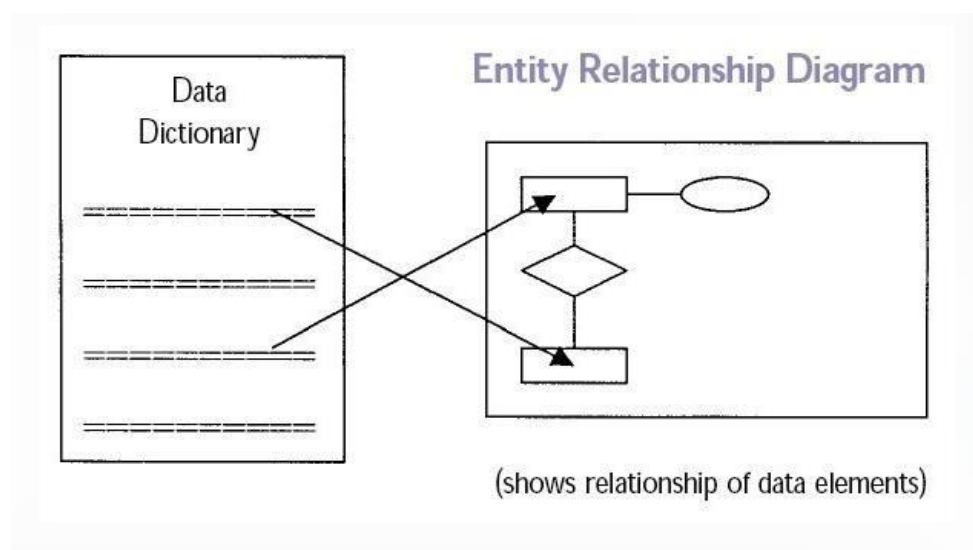 Data
Dictionary
Entity Relationship Diagram
(shows relationship of data elements)